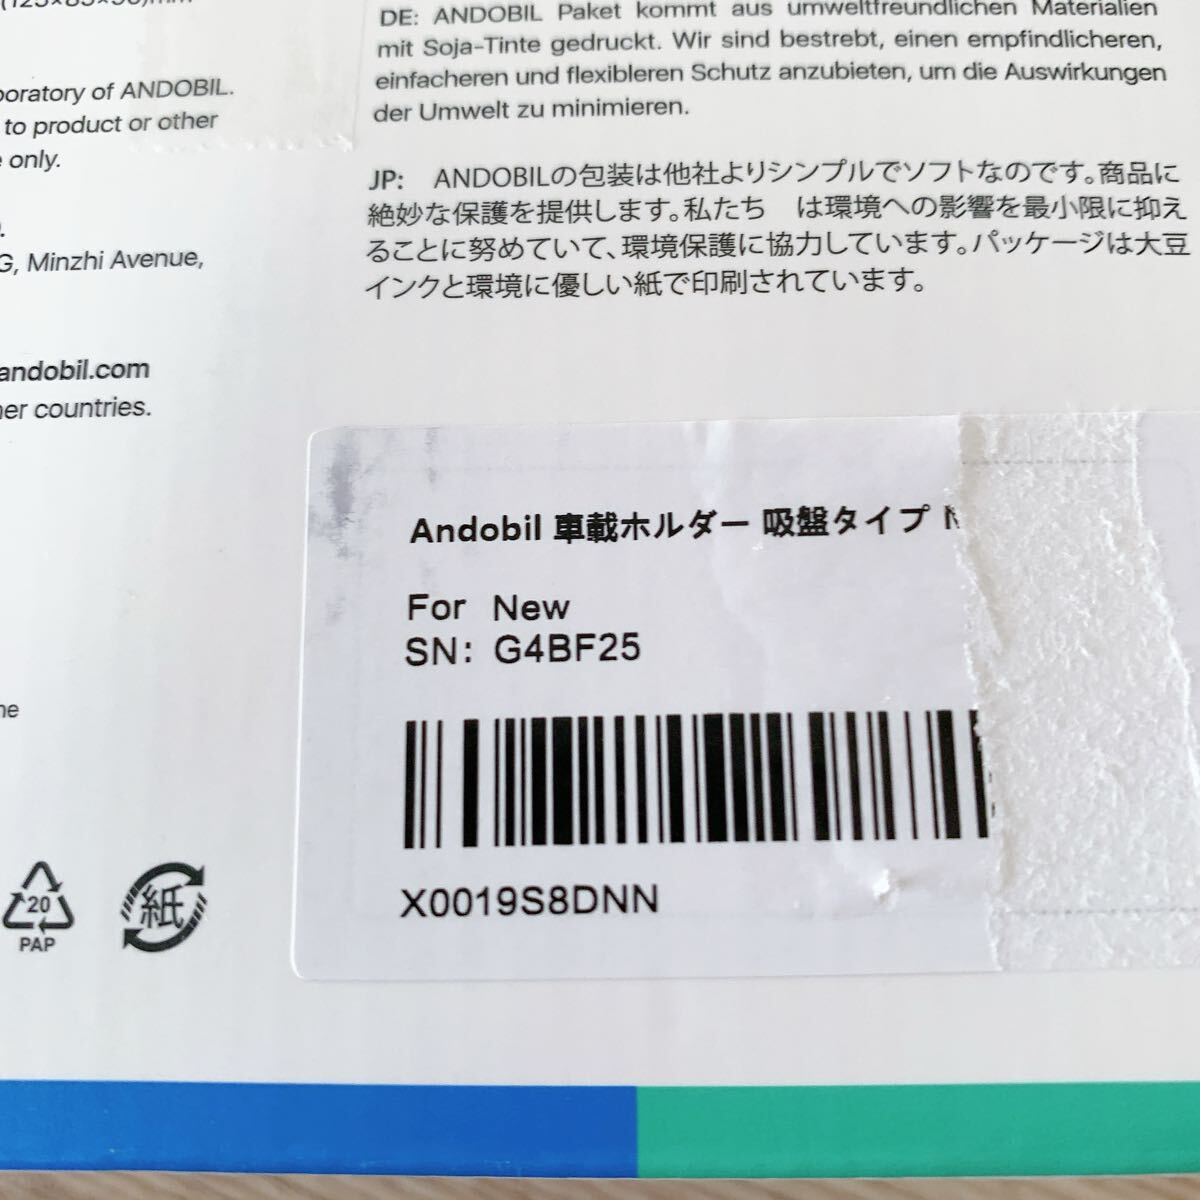 DE: ANDOBIL Paket kommt aus umweltfreundlichen Materialien
mit Soja-Tinte gedruckt. Wir sind bestrebt, einen empfindlicheren,
einfacheren und flexibleren Schutz anzubieten, um die Auswirkungen
der Umwelt zu minimieren.
JP: ANDOBILの包装は他社よりシンプルでソフトなのです。商品に
絶妙な保護を提供します。私たち は環境への影響を最小限に抑え
ることに努めていて、環境保護に協力しています。パッケージは大豆
インクと環境に優しい紙で印刷されています。
of ANDOBIL.
to product or other
only.
G, Minzhi Avenue,
andobil.com
countries.
Andobil 車載ホルダー 吸盤タイプ
For New
SN: G4BF25
X0019S8DNN
20
PAP
紙